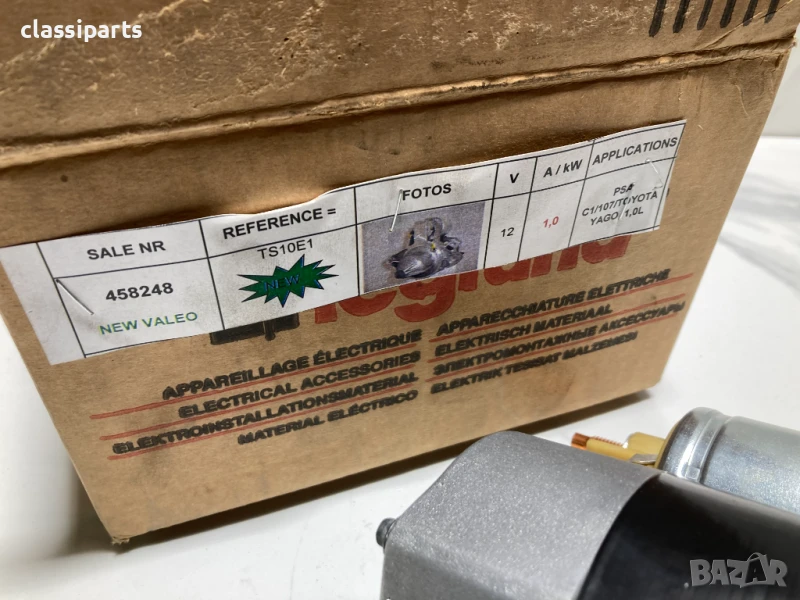 classiparts
SALE NR
458248
NEW VALEO
REFERENCE =
TS10E1
NEW
FOTOS
V
12
A / kW
1,0
APPLICATIONS
PSA
C1/107/TOYOTA
YAGO 1,0L
legrand
APPAREILLAGE ÉLECTRIQUE
ELECTRICAL ACCESSORIES
ELEKTROINSTALLATIONSMATERIAL
MATERIAL ELÉCTRICO
APPARECCHIATURE ELETTRICHE
ELEKTRISCH MATERIAAL
ЭЛЕКТРОМОНТАЖНЫЕ АКСЕССУАРЫ
ELEKTRIK TESISAT MALZEMESI
BAZAR